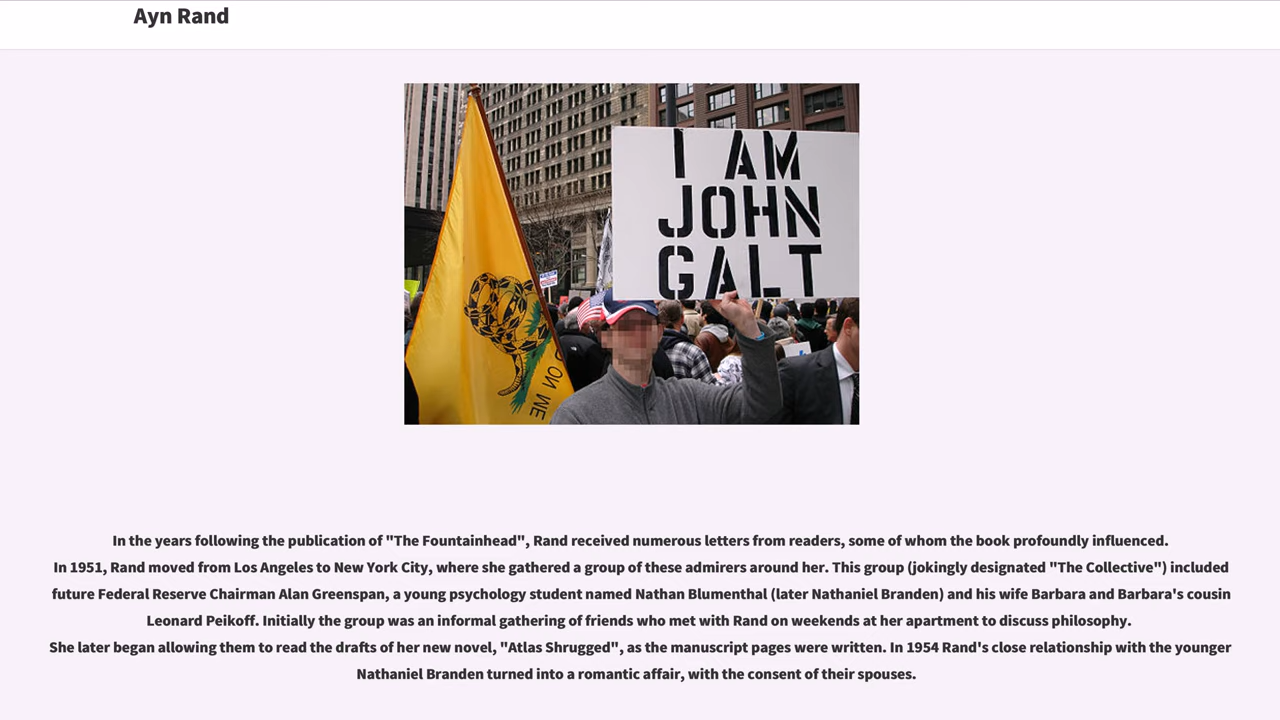 Ayn Rand
I AM
JOHN
GALT
ON ME
In the years following the publication of "The Fountainhead", Rand received numerous letters from readers, some of whom the book profoundly influenced.
In 1951, Rand moved from Los Angeles to New York City, where she gathered a group of these admirers around her. This group (jokingly designated "The Collective") included
future Federal Reserve Chairman Alan Greenspan, a young psychology student named Nathan Blumenthal (later Nathaniel Branden) and his wife Barbara and Barbara's cousin
Leonard Peikoff. Initially the group was an informal gathering of friends who met with Rand on weekends at her apartment to discuss philosophy.
She later began allowing them to read the drafts of her new novel, "Atlas Shrugged", as the manuscript pages were written. In 1954 Rand's close relationship with the younger
Nathaniel Branden turned into a romantic affair, with the consent of their spouses.